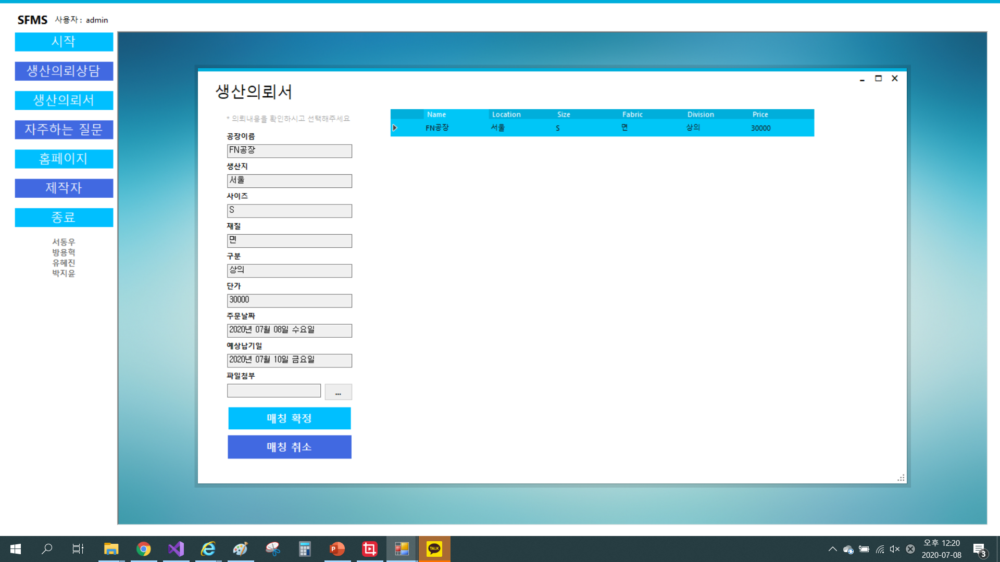 SFMS 사용자 : admin
시작
생산의뢰상담
생산의뢰서
자주하는 질문
홈페이지
제작자
종료
서동우
방용혁
유혜진
박지윤
생산의뢰서
* 의뢰내용을 확인하시고 선택해주세요
공장이름
FN공장
생산지
서울
사이즈
S
재질
면
구분
상의
단가
30000
주문날짜
2020년 07월 08일 수요일
예상납기일
2020년 07월 10일 금요일
파일첨부
...
매칭 확정
매칭 취소
Name Location Size Fabric Division Price
FN공장 서울 S 면 상의 30000
P
TALK
오후 12:20
2020-07-08
3